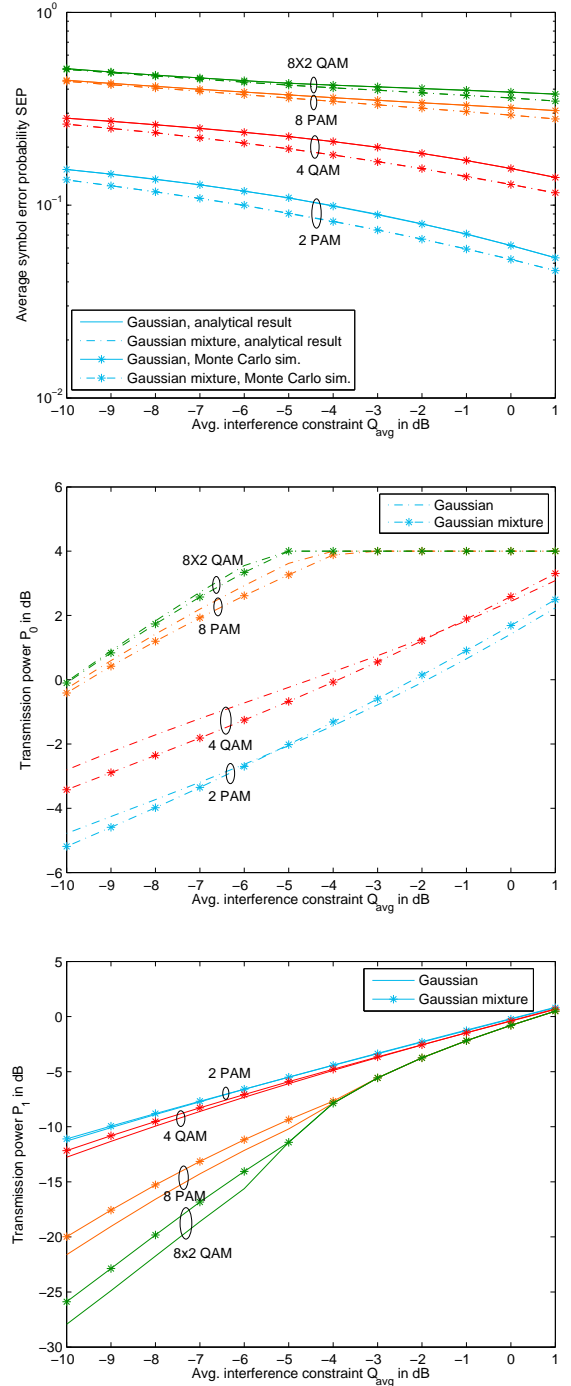 10^0
10^{-1}
10^{-2}
Average symbol error probability SEP
8X2 QAM
8 PAM
4 QAM
2 PAM
Gaussian, analytical result
Gaussian mixture, analytical result
Gaussian, Monte Carlo sim.
Gaussian mixture, Monte Carlo sim.
−10 −9 −8 −7 −6 −5 −4 −3 −2 −1 0 1
Avg. interference constraint Q_avg in dB
6
4
2
0
−2
−4
−6
Transmission power P_0 in dB
Gaussian
Gaussian mixture
8X2 QAM
8 PAM
4 QAM
2 PAM
−10 −9 −8 −7 −6 −5 −4 −3 −2 −1 0 1
Avg. interference constraint Q_avg in dB
5
0
−5
−10
−15
−20
−25
−30
Transmission power P_1 in dB
Gaussian
Gaussian mixture
2 PAM
4 QAM
8 PAM
8x2 QAM
−10 −9 −8 −7 −6 −5 −4 −3 −2 −1 0 1
Avg. interference constraint Q_avg in dB